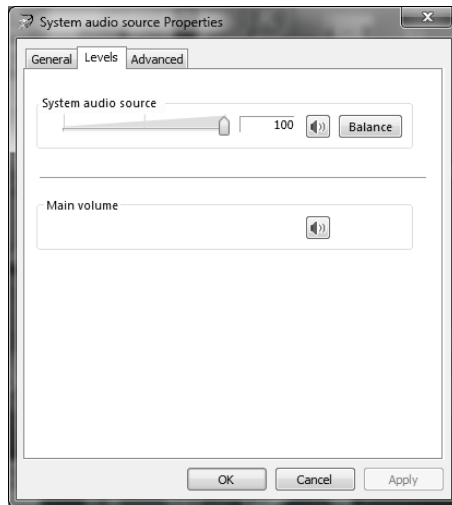 System audio source Properties
General Levels Advanced
System audio source
100 Balance
Main volume
OK Cancel Apply